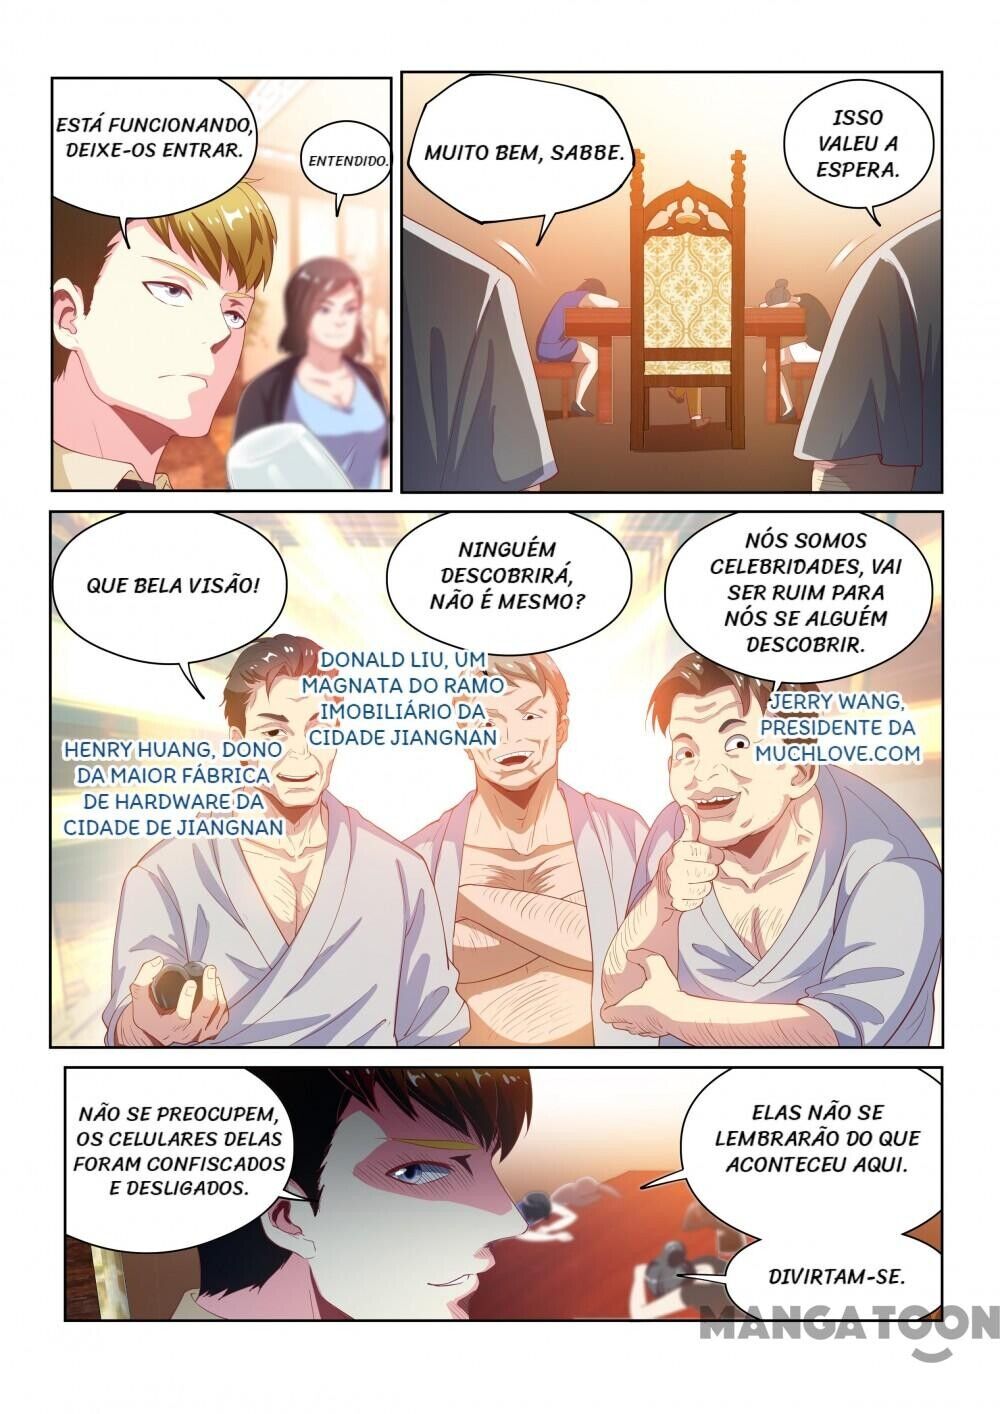 ESTÁ FUNCIONANDO,
DEIXE-OS ENTRAR.
ENTENDIDO.
MUITO BEM, SABBE.
ISSO
VALEU A
ESPERA.
QUE BELA VISÃO!
NINGUÉM
DESCOBRIRÁ,
NÃO É MESMO?
NÓS SOMOS
CELEBRIDADES, VAI
SER RUIM PARA
NÓS SE ALGUÉM
DESCOBRIR.
HENRY HUANG, DONO
DA MAIOR FÁBRICA
DE HARDWARE DA
CIDADE DE JIANGNAN
DONALD LIU, UM
MAGNATA DO RAMO
IMOBILIÁRIO DA
CIDADE JIANGNAN
JERRY WANG,
PRESIDENTE DA
MUCHLOVE.COM
NÃO SE PREOCUPEM,
OS CELULARES DELAS
FORAM CONFISCADOS
E DESLIGADOS.
ELAS NÃO SE
LEMBRARÃO DO QUE
ACONTECEU AQUI.
DIVIRTAM-SE.
MANGATOON